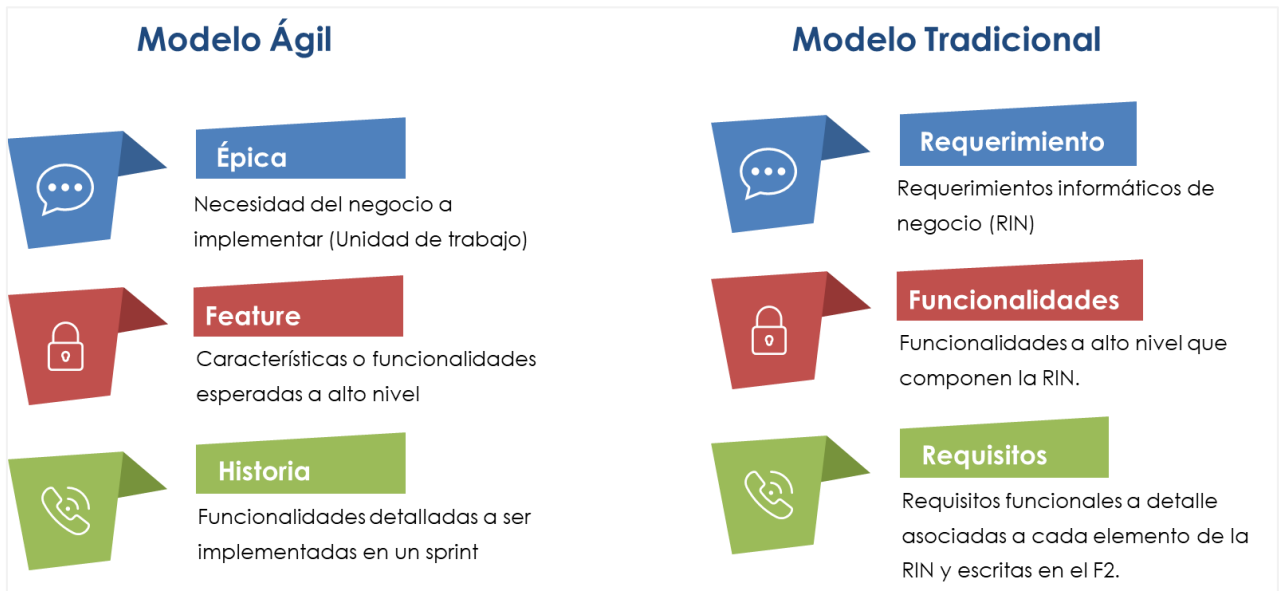 Modelo Ágil
Épica
Necesidad del negocio a
implementar (Unidad de trabajo)
Feature
Características o funcionalidades
esperadas a alto nivel
Historia
Funcionalidades detalladas a ser
implementadas en un sprint
Modelo Tradicional
Requerimiento
Requerimientos informáticos de
negocio (RIN)
Funcionalidades
Funcionalidades a alto nivel que
componen la RIN.
Requisitos
Requisitos funcionales a detalle
asociadas a cada elemento de la
RIN y escritas en el F2.